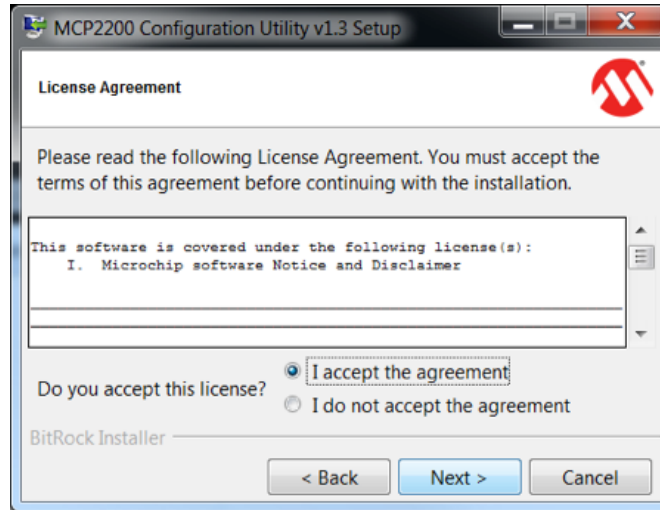 MCP2200 Configuration Utility v1.3 Setup
License Agreement
Please read the following License Agreement. You must accept the
terms of this agreement before continuing with the installation.
This software is covered under the following license(s):
I. Microchip software Notice and Disclaimer
Do you accept this license?
I accept the agreement
I do not accept the agreement
BitRock Installer
< Back
Next >
Cancel